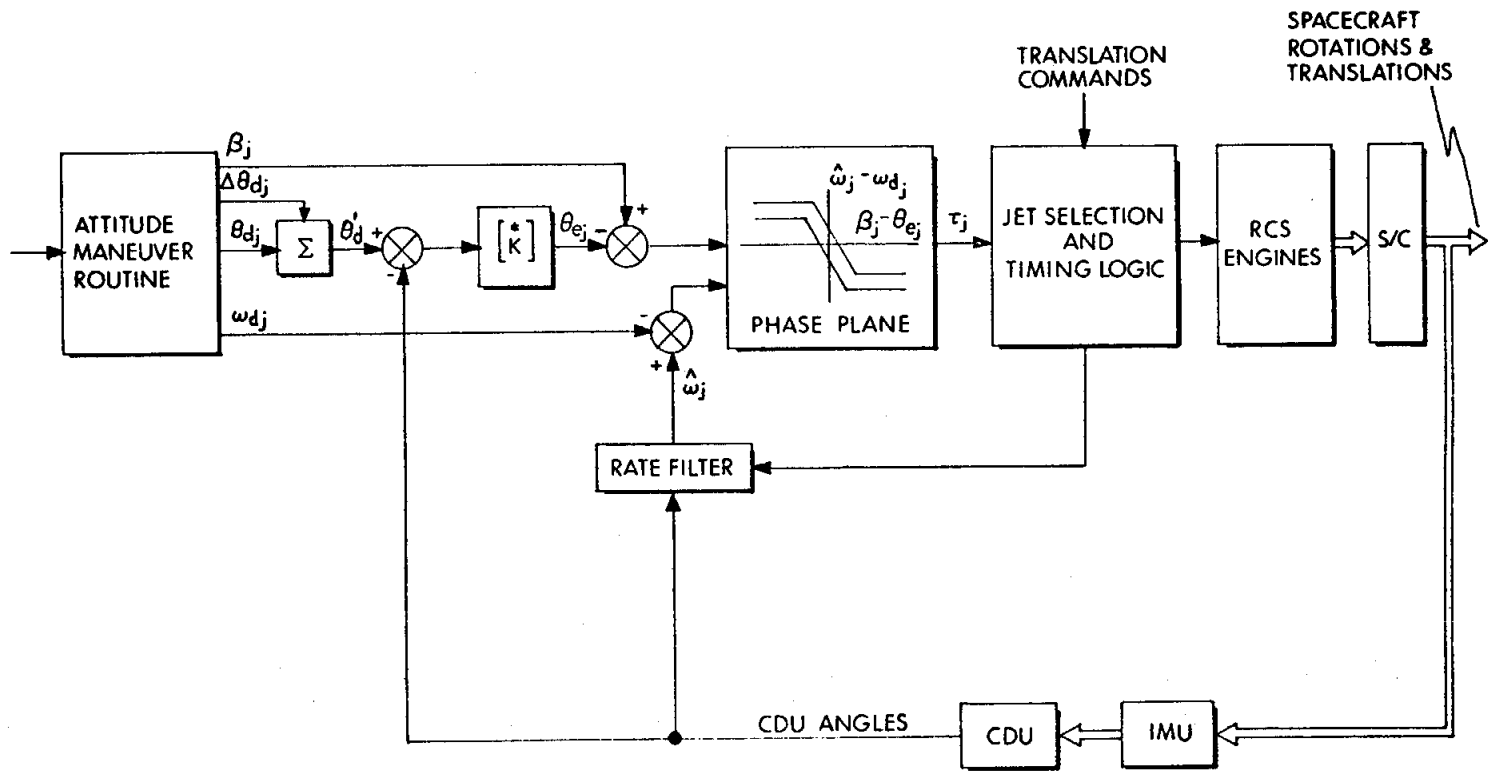 SPACECRAFT
ROTATIONS &
TRANSLATIONS
TRANSLATION
COMMANDS
ATTITUDE
MANEUVER
ROUTINE
βj
Δθdj
θdj
ωdj
Σ
θ'd
+
-
[K*]
θej
-
+
-
+
ω̂j
ω̂j - ωdj
βj - θej
PHASE PLANE
τj
JET SELECTION
AND
TIMING LOGIC
RCS
ENGINES
S/C
RATE FILTER
CDU ANGLES
CDU
IMU